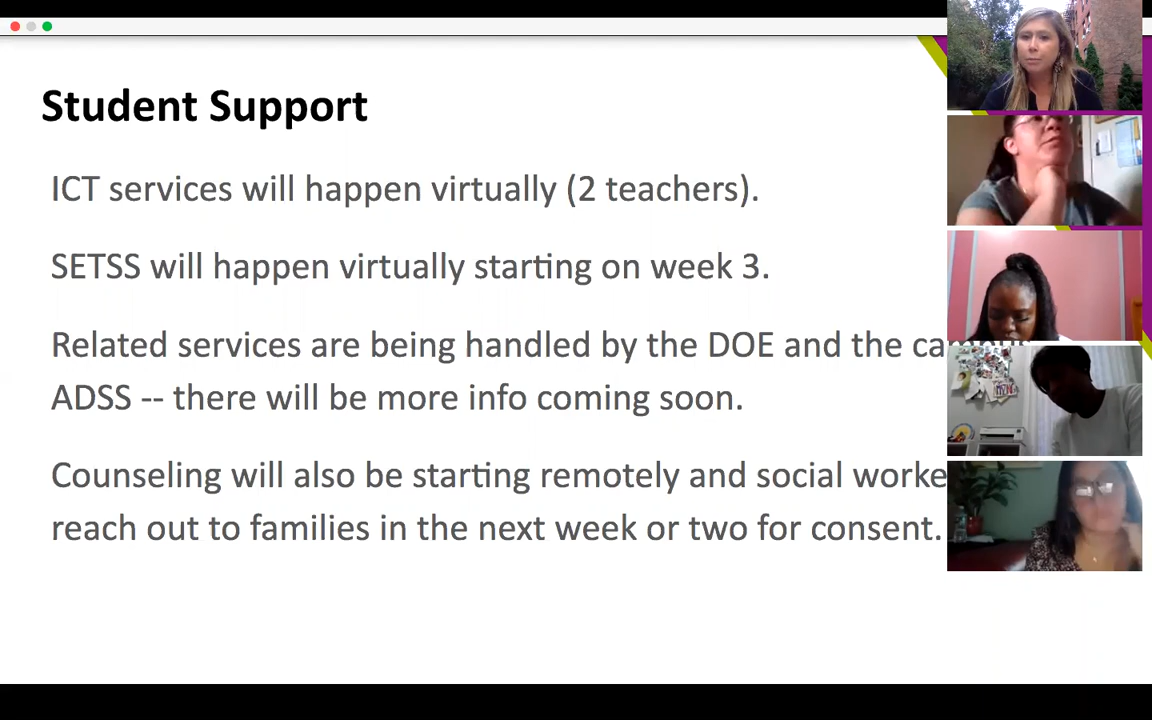 Student Support
ICT services will happen virtually (2 teachers).
SETSS will happen virtually starting on week 3.
Related services are being handled by the DOE and the
ADSS -- there will be more info coming soon.
Counseling will also be starting remotely and social
reach out to families in the next week or two for consent.